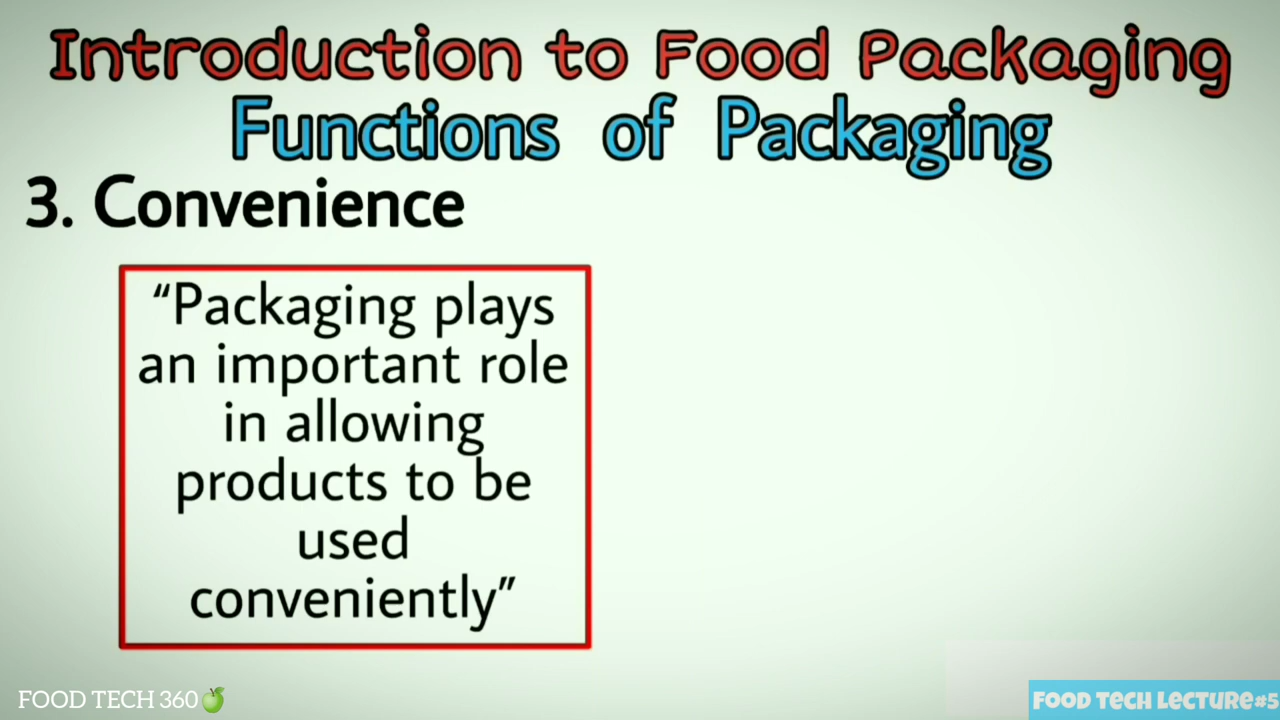 Introduction to Food Packaging
Functions of Packaging
3. Convenience
“Packaging plays
an important role
in allowing
products to be
used
conveniently”
FOOD TECH 360
FOOD TECH LECTURE#5